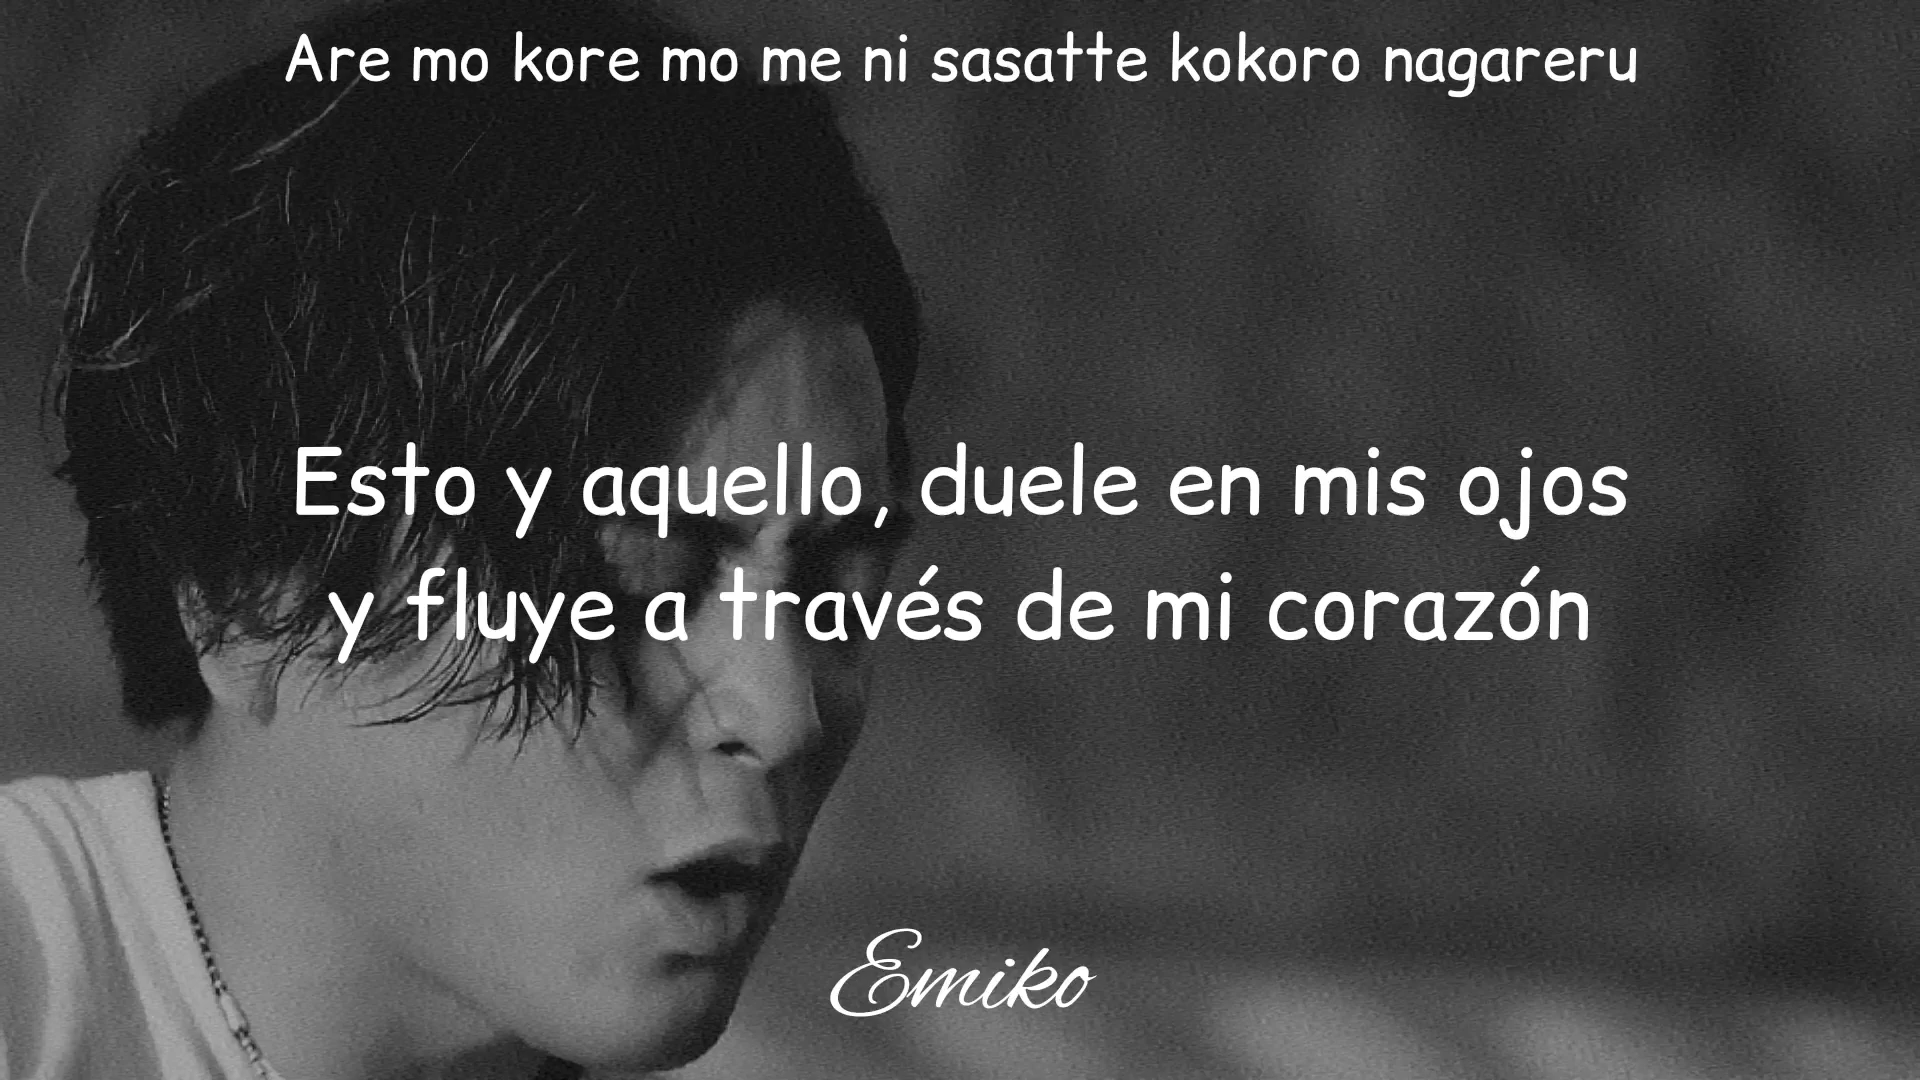 Are mo kore mo me ni sasatte kokoro nagareru
Esto y aquello, duele en mis ojos
y fluye a través de mi corazón
Emiko